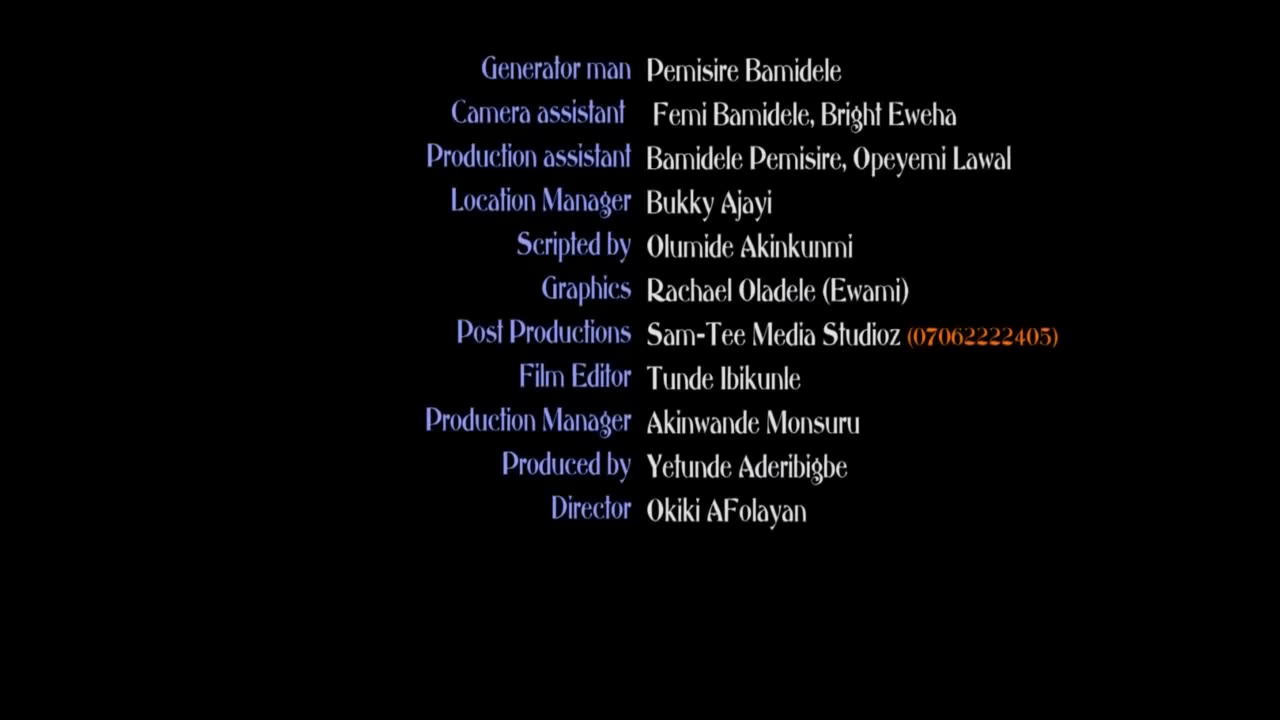 Generator man Pemisire Bamidele
Camera assistant Femi Bamidele, Bright Eweha
Production assistant Bamidele Pemisire, Opeyemi Lawal
Location Manager Bukky Ajayi
Scripted by Olumide Akinkunmi
Graphics Rachael Oladele (Ewami)
Post Productions Sam-Tee Media Studioz (07062222405)
Film Editor Tunde Ibikunle
Production Manager Akinwande Monsuru
Produced by Yetunde Aderibigbe
Director Okiki AFolayan